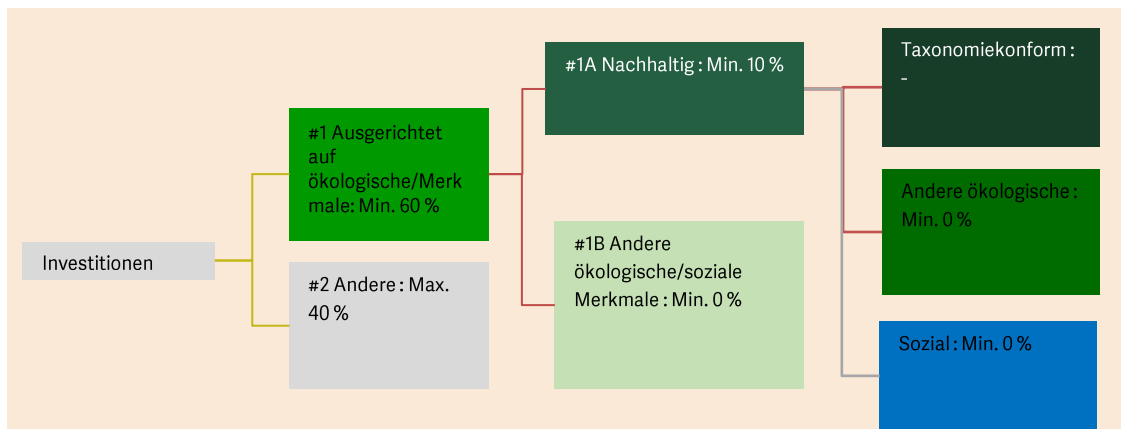 Investitionen
#1 Ausgerichtet
auf
ökologische/Merk
male: Min. 60 %
#2 Andere : Max.
40 %
#1A Nachhaltig : Min. 10 %
#1B Andere
ökologische/soziale
Merkmale : Min. 0 %
Taxonomiekonform :
-
Andere ökologische :
Min. 0 %
Sozial : Min. 0 %